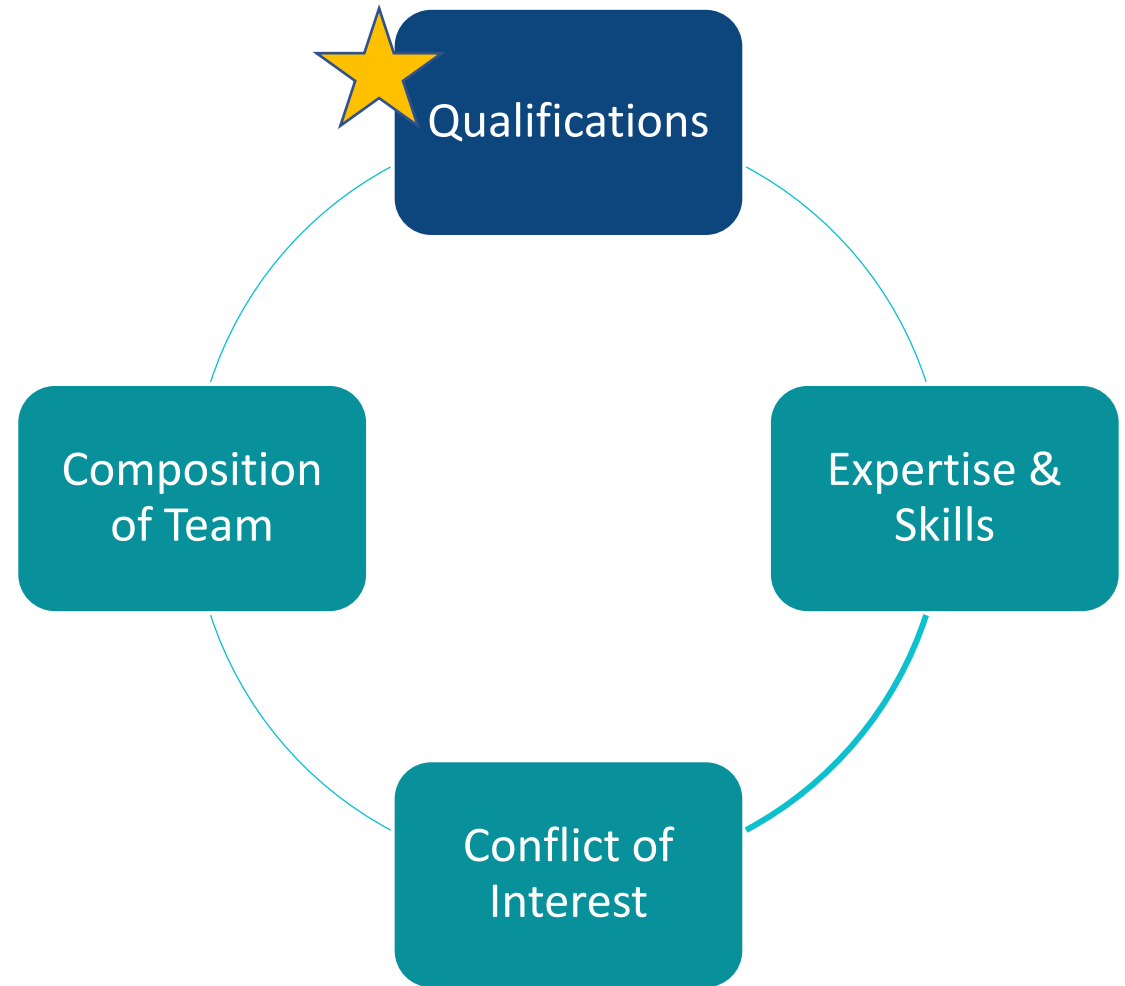 Qualifications
Expertise &
Skills
Conflict of
Interest
Composition
of Team